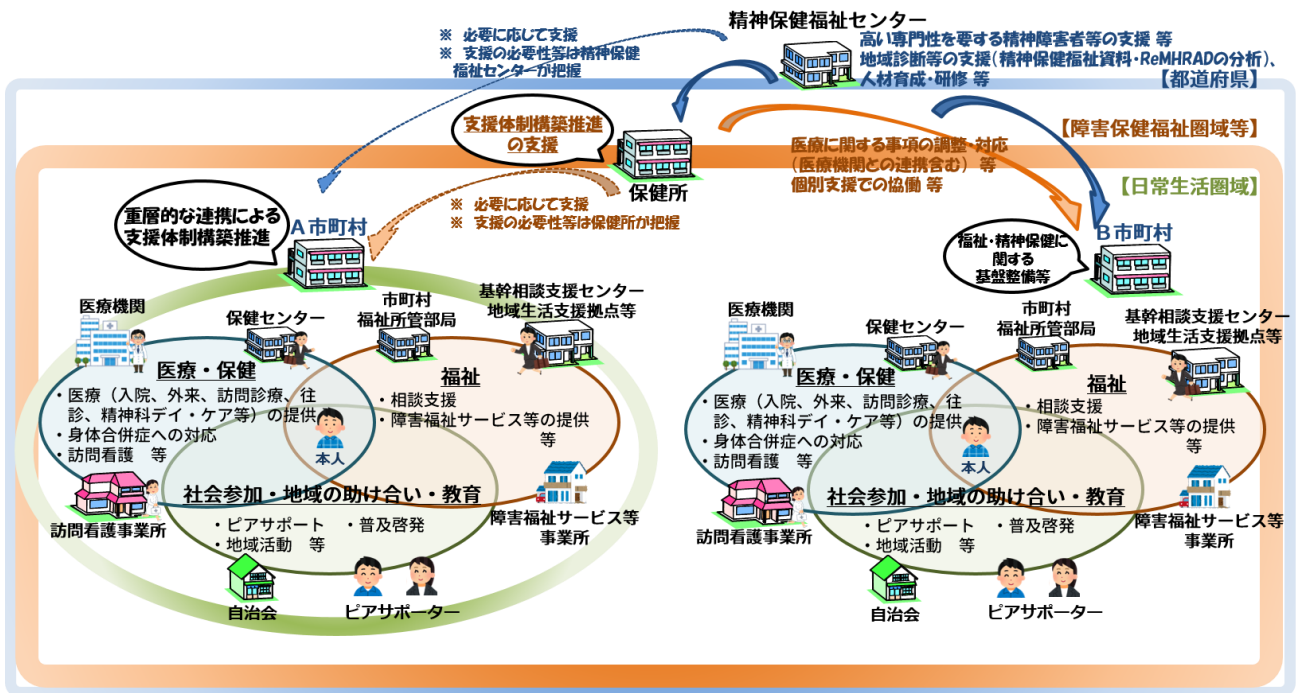 精神保健福祉センター
※ 必要に応じて支援
※ 支援の必要性等は精神保健
福祉センターが把握
高い専門性を要する精神障害者等の支援 等
地域診断等の支援(精神保健福祉資料・ReMHRADの分析)、
人材育成・研修 等
【都道府県】
支援体制構築推進
の支援
保健所
医療に関する事項の調整・対応
(医療機関との連携含む) 等
個別支援での協働 等
【障害保健福祉圏域等】
【日常生活圏域】
※ 必要に応じて支援
※ 支援の必要性等は保健所が把握
重層的な連携による
支援体制構築推進
A市町村
医療機関
保健センター
市町村
福祉所管部局
基幹相談支援センター
地域生活支援拠点等
医療・保健
・医療（入院、外来、訪問診療、往
診、精神科デイ・ケア等）の提供
・身体合併症への対応
・訪問看護 等
福祉
・相談支援
・障害福祉サービス等の提供
等
本人
社会参加・地域の助け合い・教育
・ピアサポート ・普及啓発
・地域活動 等
訪問看護事業所
障害福祉サービス等
事業所
自治会
ピアサポーター
福祉・精神保健に
関する
基盤整備等
B市町村
医療機関
保健センター
市町村
福祉所管部局
基幹相談支援センター
地域生活支援拠点等
医療・保健
・医療（入院、外来、訪問診療、往
診、精神科デイ・ケア等）の提供
・身体合併症への対応
・訪問看護 等
福祉
・相談支援
・障害福祉サービス等の提供
等
本人
社会参加・地域の助け合い・教育
・ピアサポート ・普及啓発
・地域活動 等
訪問看護事業所
障害福祉サービス等
事業所
自治会
ピアサポーター